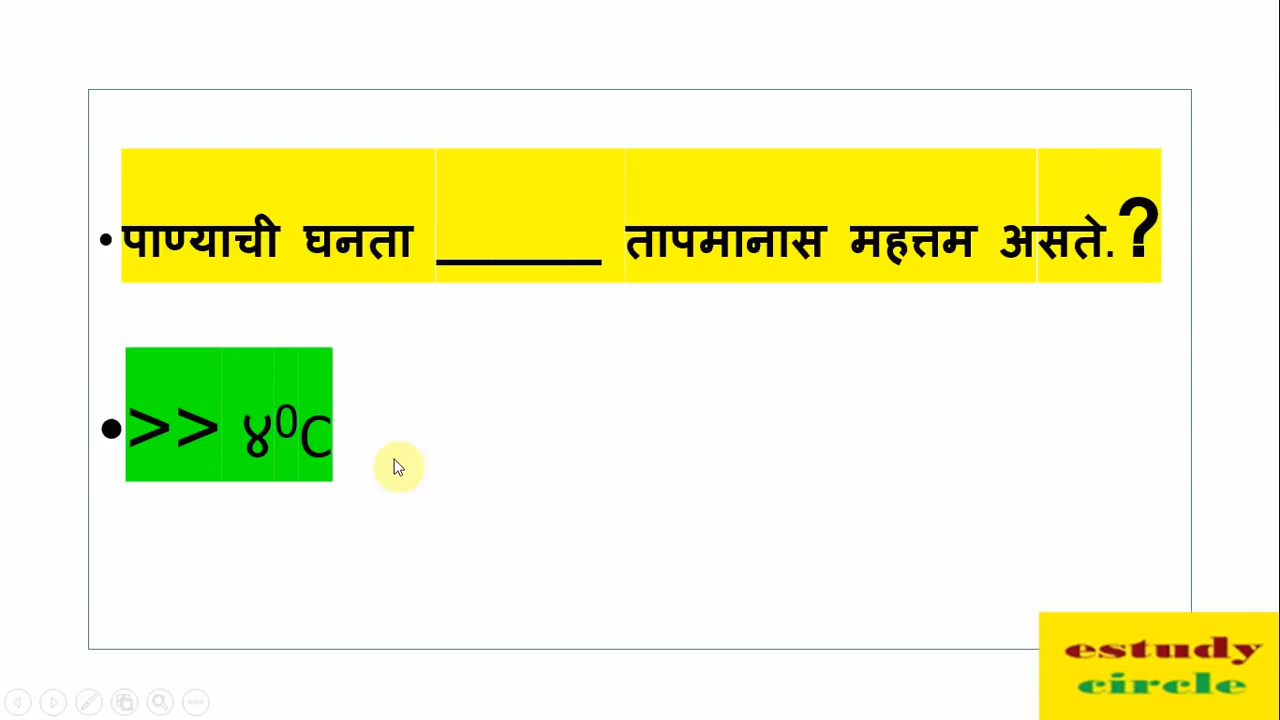 • पाण्याची घनता _______ तापमानास महत्तम असते.?
• >> ४⁰C
estudy
circle